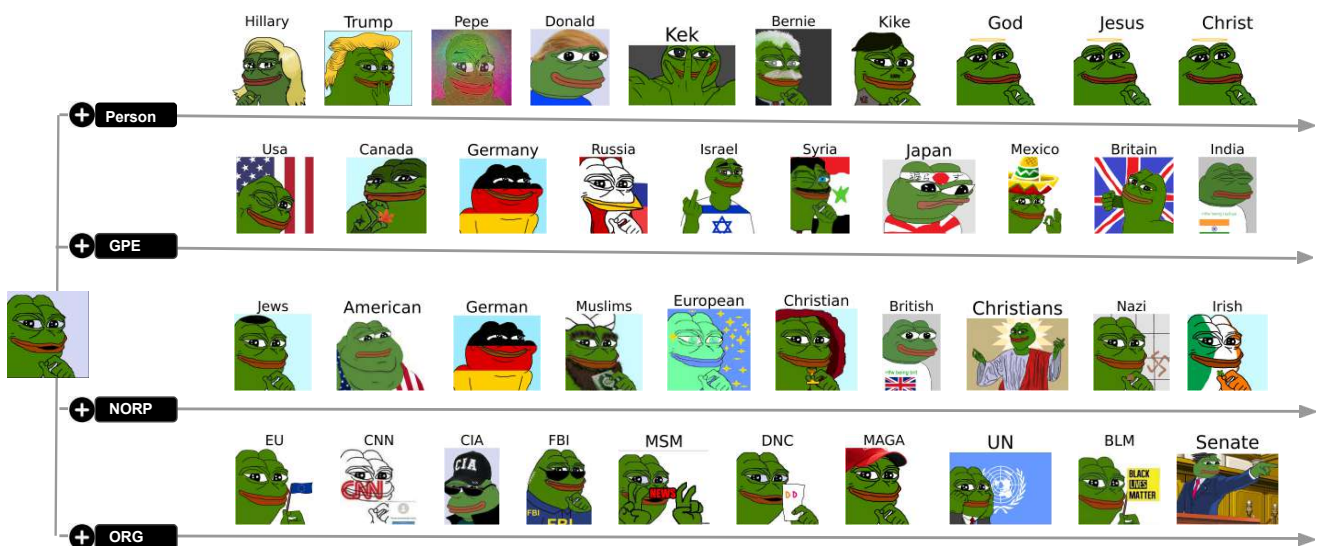 Hillary Trump Pepe Donald Kek Bernie Kike God Jesus Christ
Person
Usa Canada Germany Russia Israel Syria Japan Mexico Britain India
GPE
Jews American German Muslims European Christian British Christians Nazi Irish
NORP
EU CNN CIA FBI MSM DNC MAGA UN BLM Senate
CIA
CNN
NEWS
D D
BLACK
LIVES
MATTER
FBI
FBI
ORG